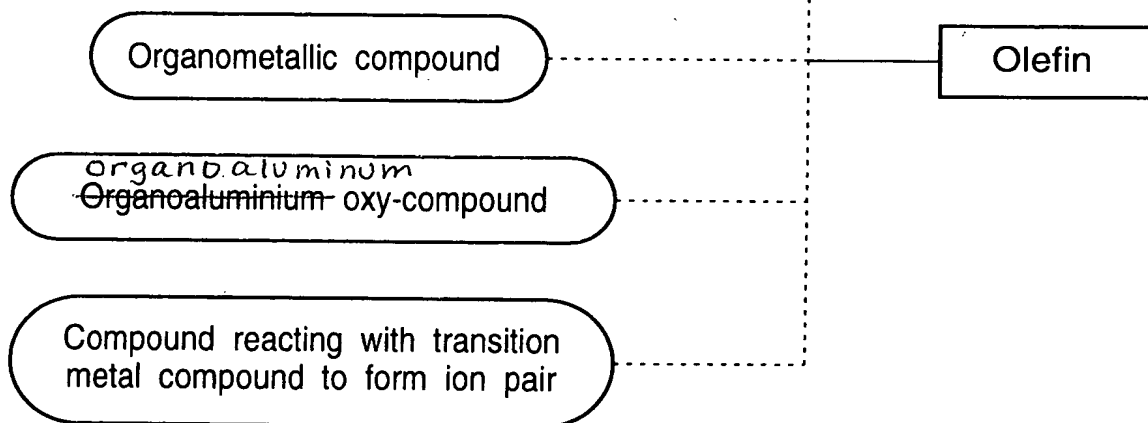 Organometallic compound
Olefin
organoaluminum
Organoaluminium oxy-compound
Compound reacting with transition
metal compound to form ion pair